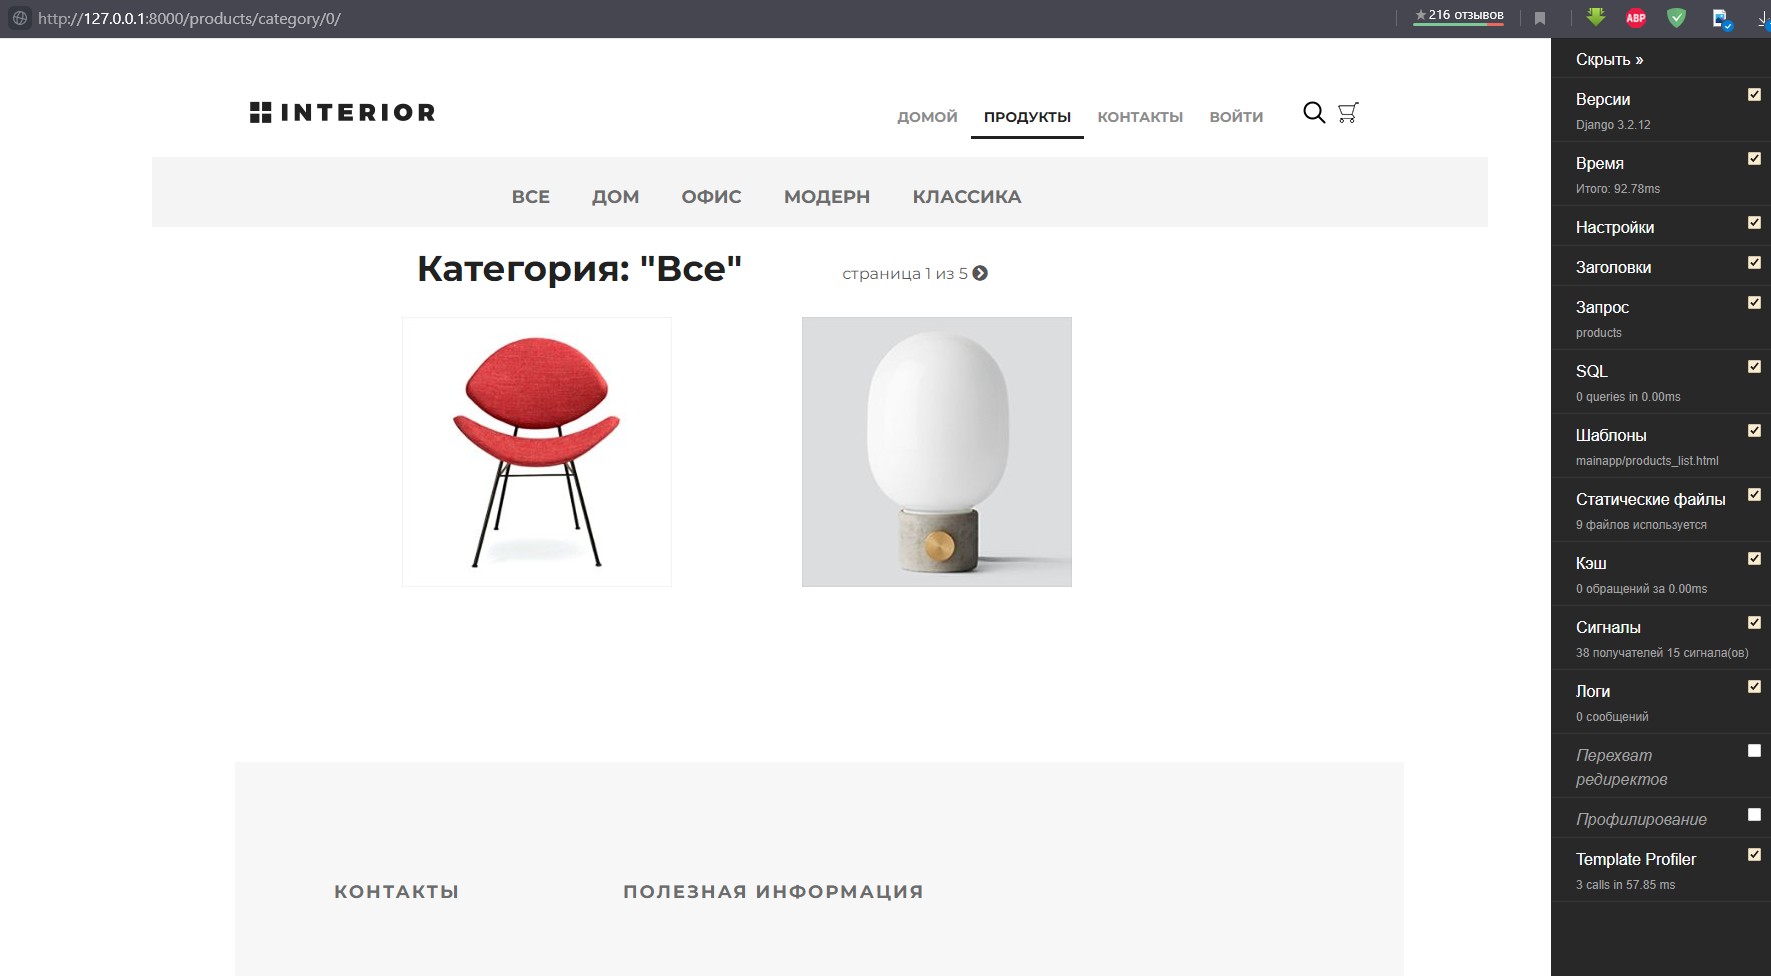 http://127.0.0.1:8000/products/category/0/
★216 отзывов
ABP
INTERIOR
ДОМОЙ ПРОДУКТЫ КОНТАКТЫ ВОЙТИ
ВСЕ ДОМ ОФИС МОДЕРН КЛАССИКА
Категория: "Все"
страница 1 из 5
КОНТАКТЫ
ПОЛЕЗНАЯ ИНФОРМАЦИЯ
Скрыть »
Версии
Django 3.2.12
Время
Итого: 92.78ms
Настройки
Заголовки
Запрос
products
SQL
0 queries in 0.00ms
Шаблоны
mainapp/products_list.html
Статические файлы
9 файлов используется
Кэш
0 обращений за 0.00ms
Сигналы
38 получателей 15 сигнала(ов)
Логи
0 сообщений
Перехват
редиректов
Профилирование
Template Profiler
3 calls in 57.85 ms